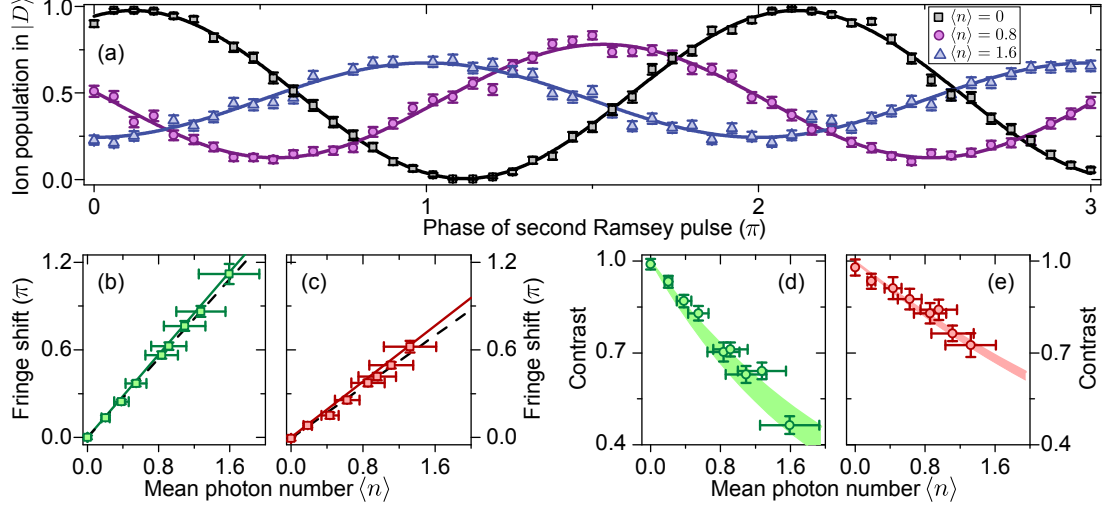 Ion population in |D⟩
1.0
0.5
0.0
(a)
⟨n⟩ = 0
⟨n⟩ = 0.8
⟨n⟩ = 1.6
0 1 2 3
Phase of second Ramsey pulse (π)
Fringe shift (π)
1.2
0.6
0.0
(b)
0.0 0.8 1.6
(c)
0.0 0.8 1.6
1.2
0.6
0.0
Fringe shift (π)
Mean photon number ⟨n⟩
Contrast
1.0
0.7
0.4
(d)
0.0 0.8 1.6
(e)
0.0 0.8 1.6
1.0
0.7
0.4
Contrast
Mean photon number ⟨n⟩